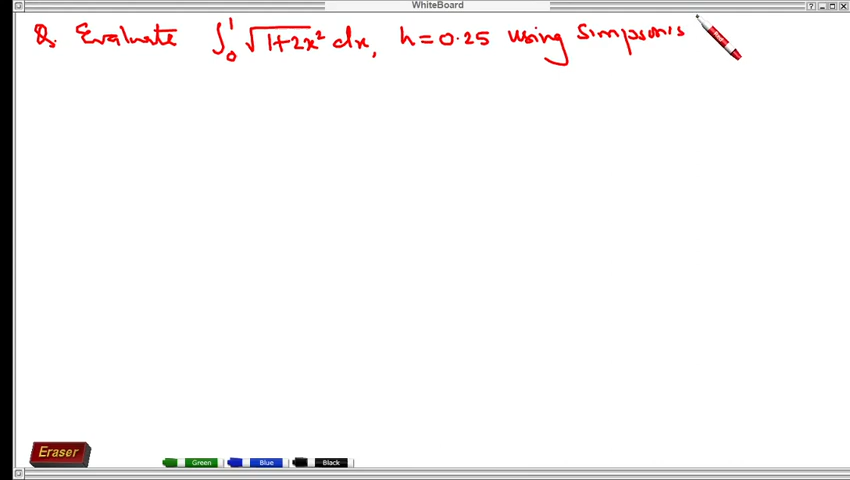 WhiteBoard
Q. Evaluate ∫₀¹ √1+2x² dx, h = 0.25 using Simpson's
Eraser
Green Blue Black